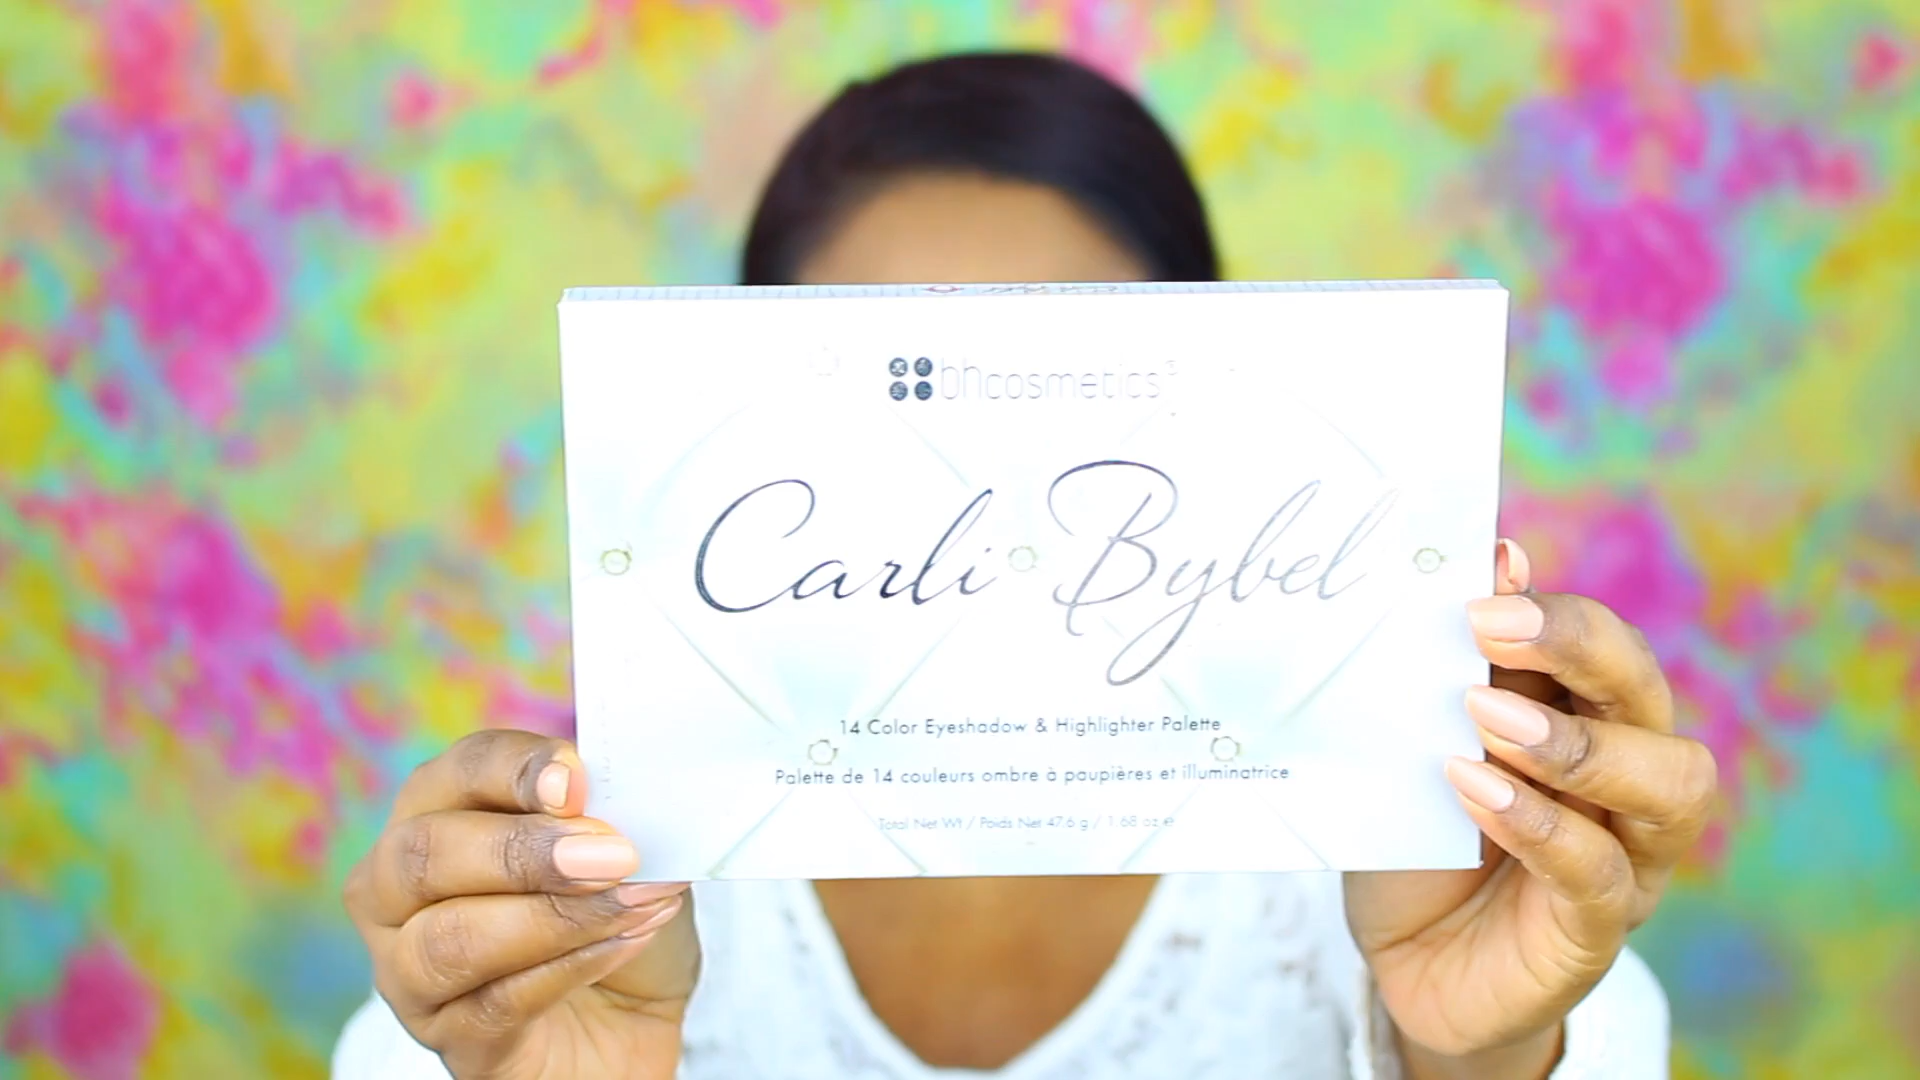 bhcosmetics
Carli Bybel
14 Color Eyeshadow & Highlighter Palette
Palette de 14 couleurs ombre à paupières et illuminatrice
Total Net Wt / Poids Net 47.6 g / 1.68 oz e